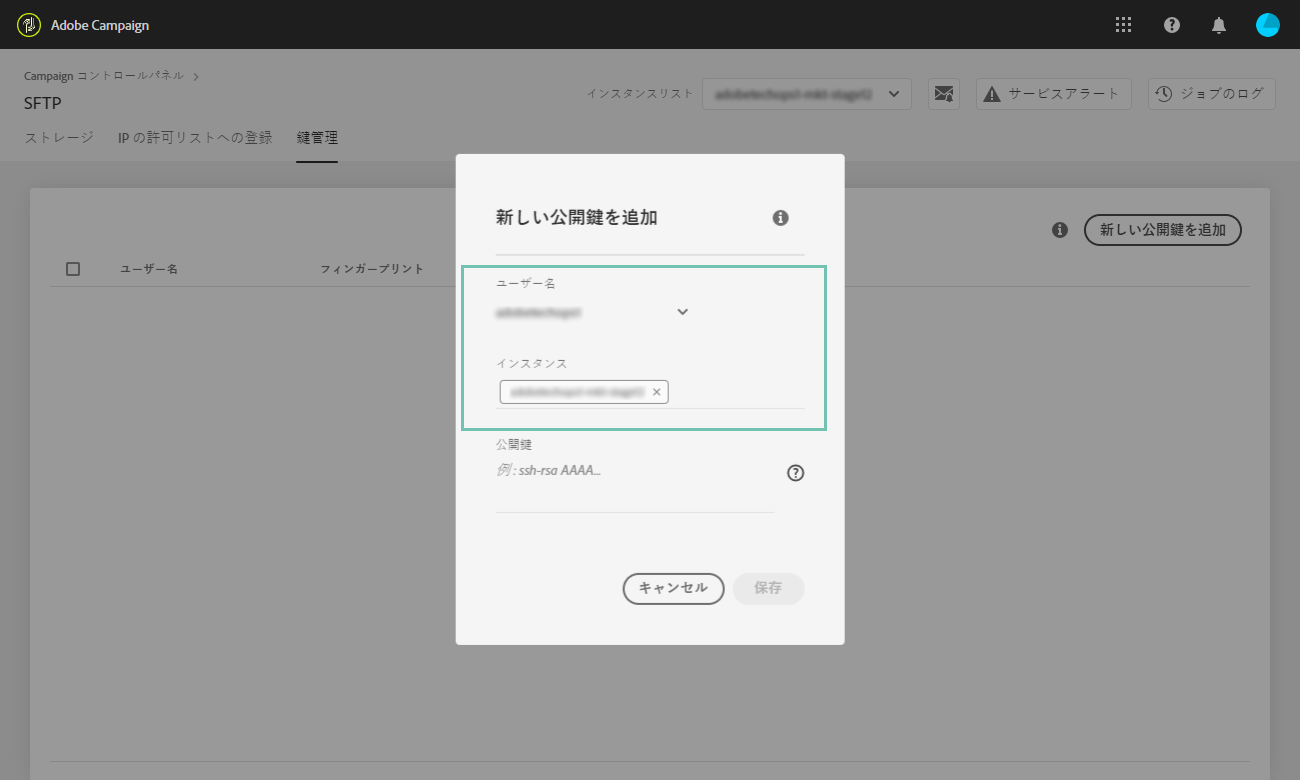 Adobe Campaign
Campaign コントロールパネル
SFTP
インスタンスリスト
サービスアラート
ジョブのログ
ストレージ IP の許可リストへの登録 鍵管理
新しい公開鍵を追加
ユーザー名 フィンガープリント
新しい公開鍵を追加
ユーザー名
インスタンス
公開鍵
例 : ssh-rsa AAAA...
キャンセル 保存